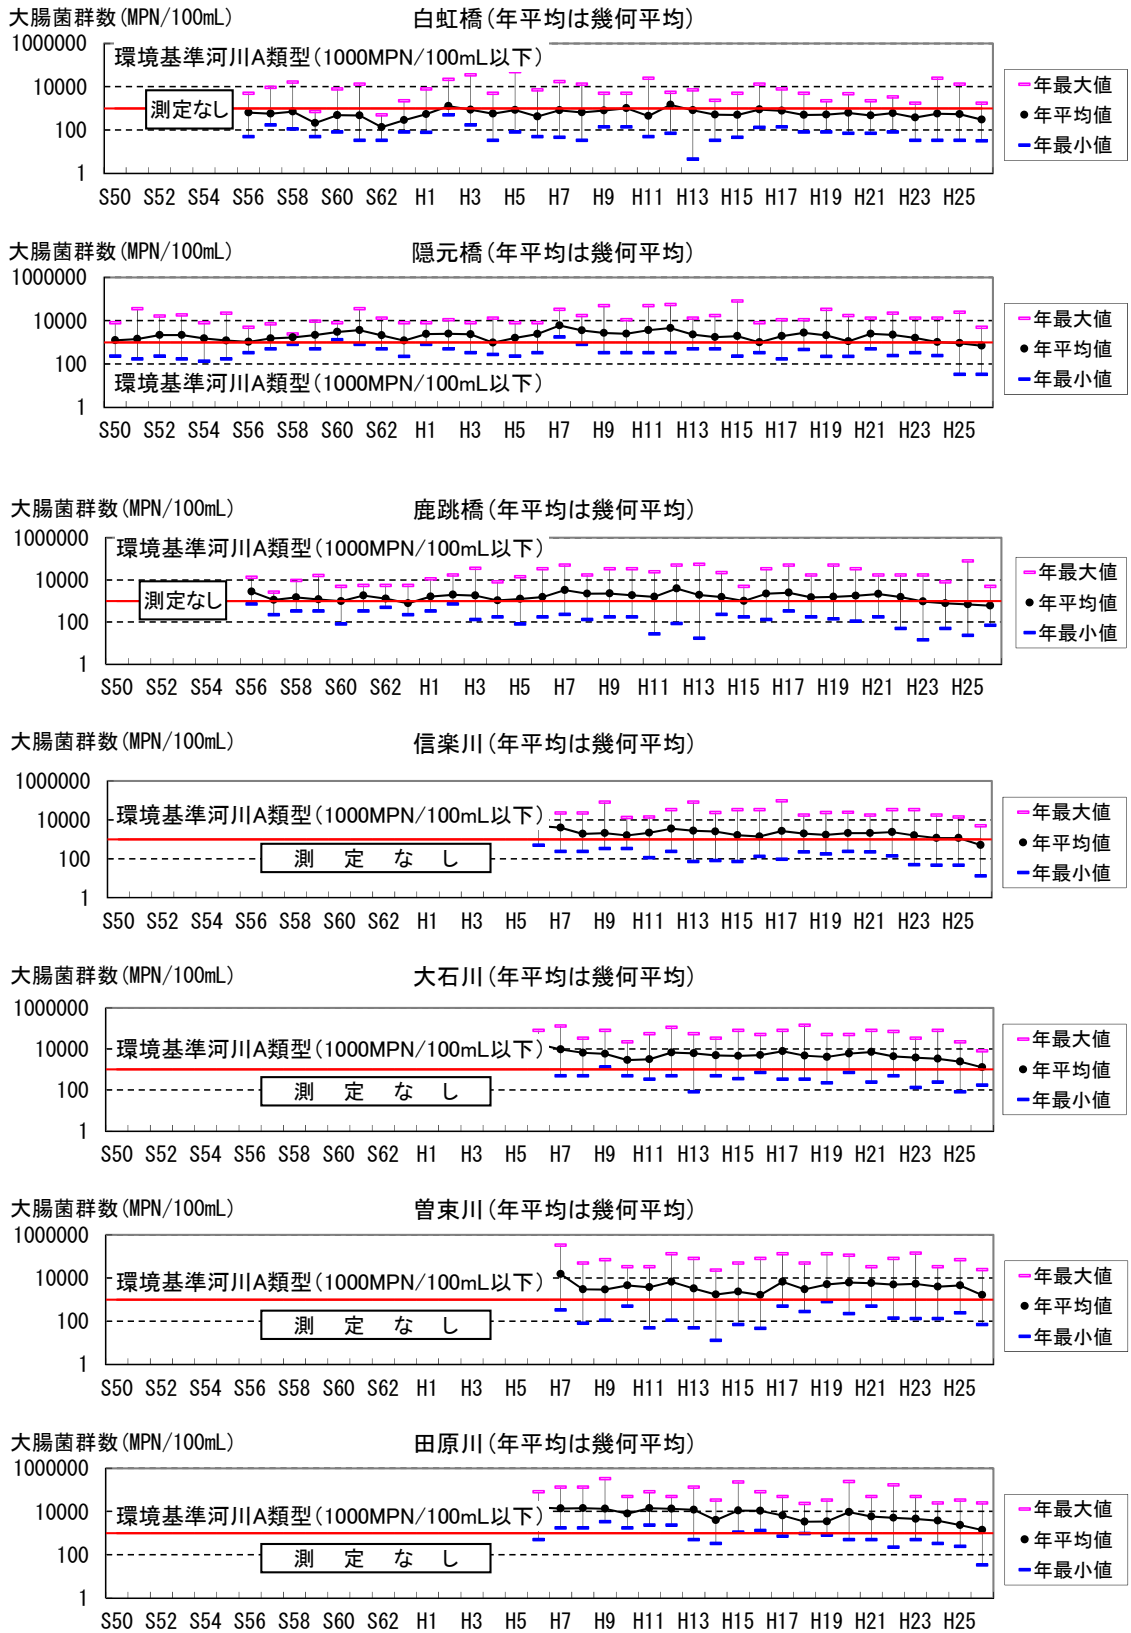 大腸菌群数(MPN/100mL)
白虹橋(年平均は幾何平均)
1000000
10000
100
1
環境基準河川A類型(1000MPN/100mL以下)
測定なし
S50 S52 S54 S56 S58 S60 S62 H1 H3 H5 H7 H9 H11 H13 H15 H17 H19 H21 H23 H25
年最大値
年平均値
年最小値
大腸菌群数(MPN/100mL)
隠元橋(年平均は幾何平均)
1000000
10000
100
1
環境基準河川A類型(1000MPN/100mL以下)
S50 S52 S54 S56 S58 S60 S62 H1 H3 H5 H7 H9 H11 H13 H15 H17 H19 H21 H23 H25
年最大値
年平均値
年最小値
大腸菌群数(MPN/100mL)
鹿跳橋(年平均は幾何平均)
1000000
10000
100
1
環境基準河川A類型(1000MPN/100mL以下)
測定なし
S50 S52 S54 S56 S58 S60 S62 H1 H3 H5 H7 H9 H11 H13 H15 H17 H19 H21 H23 H25
年最大値
年平均値
年最小値
大腸菌群数(MPN/100mL)
信楽川(年平均は幾何平均)
1000000
10000
100
1
環境基準河川A類型(1000MPN/100mL以下)
測 定 な し
S50 S52 S54 S56 S58 S60 S62 H1 H3 H5 H7 H9 H11 H13 H15 H17 H19 H21 H23 H25
年最大値
年平均値
年最小値
大腸菌群数(MPN/100mL)
大石川(年平均は幾何平均)
1000000
10000
100
1
環境基準河川A類型(1000MPN/100mL以下)
測 定 な し
S50 S52 S54 S56 S58 S60 S62 H1 H3 H5 H7 H9 H11 H13 H15 H17 H19 H21 H23 H25
年最大値
年平均値
年最小値
大腸菌群数(MPN/100mL)
曽束川(年平均は幾何平均)
1000000
10000
100
1
環境基準河川A類型(1000MPN/100mL以下)
測 定 な し
S50 S52 S54 S56 S58 S60 S62 H1 H3 H5 H7 H9 H11 H13 H15 H17 H19 H21 H23 H25
年最大値
年平均値
年最小値
大腸菌群数(MPN/100mL)
田原川(年平均は幾何平均)
1000000
10000
100
1
環境基準河川A類型(1000MPN/100mL以下)
測 定 な し
S50 S52 S54 S56 S58 S60 S62 H1 H3 H5 H7 H9 H11 H13 H15 H17 H19 H21 H23 H25
年最大値
年平均値
年最小値